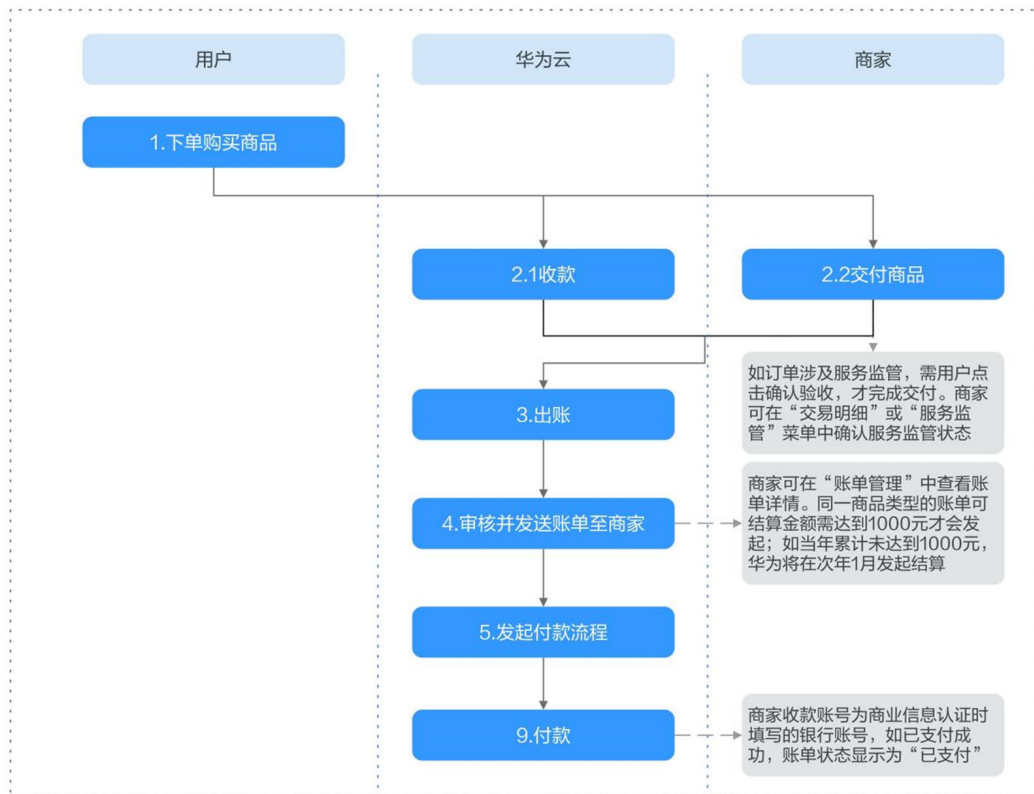 用户
华为云
商家
1.下单购买商品
2.1收款
2.2交付商品
如订单涉及服务监管，需用户点
击确认验收，才完成交付。商家
可在“交易明细”或“服务监
管”菜单中确认服务监管状态
3.出账
4.审核并发送账单至商家
商家可在“账单管理”中查看账
单详情。同一商品类型的账单可
结算金额需达到1000元才会发
起；如当年累计未达到1000元，
华为将在次年1月发起结算
5.发起付款流程
9.付款
商家收款账号为商业信息认证时
填写的银行账号，如已支付成
功，账单状态显示为“已支付”